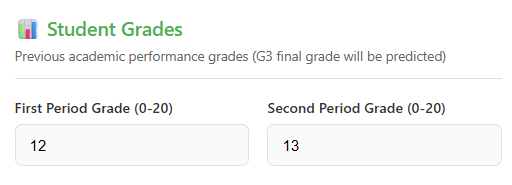 Student Grades
Previous academic performance grades (G3 final grade will be predicted)
First Period Grade (0-20) Second Period Grade (0-20)
12 13